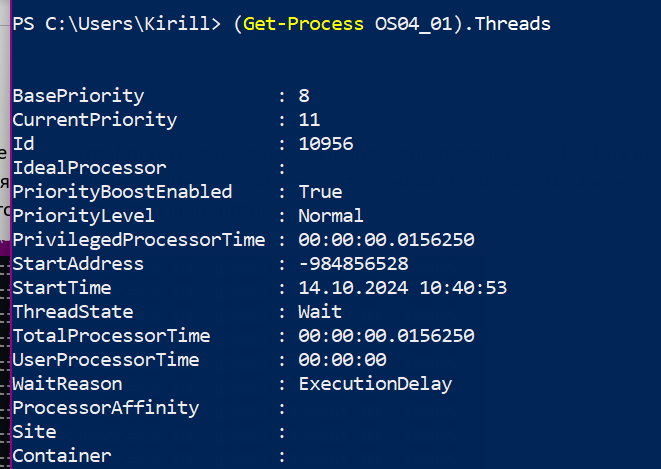 PS C:\Users\Kirill> (Get-Process OS04_01).Threads
BasePriority : 8
CurrentPriority : 11
Id : 10956
IdealProcessor :
PriorityBoostEnabled : True
PriorityLevel : Normal
PrivilegedProcessorTime : 00:00:00.0156250
StartAddress : -984856528
StartTime : 14.10.2024 10:40:53
ThreadState : Wait
TotalProcessorTime : 00:00:00.0156250
UserProcessorTime : 00:00:00
WaitReason : ExecutionDelay
ProcessorAffinity :
Site :
Container :